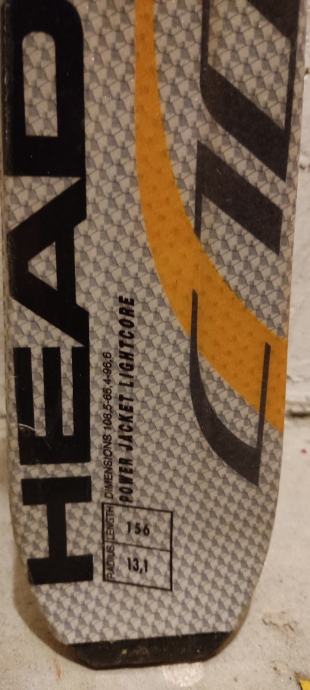 HEAD
DIMENSIONS 108,5-65,4-96,6
POWER JACKET LIGHTCORE
LENGTH 156
RADIUS 13,1